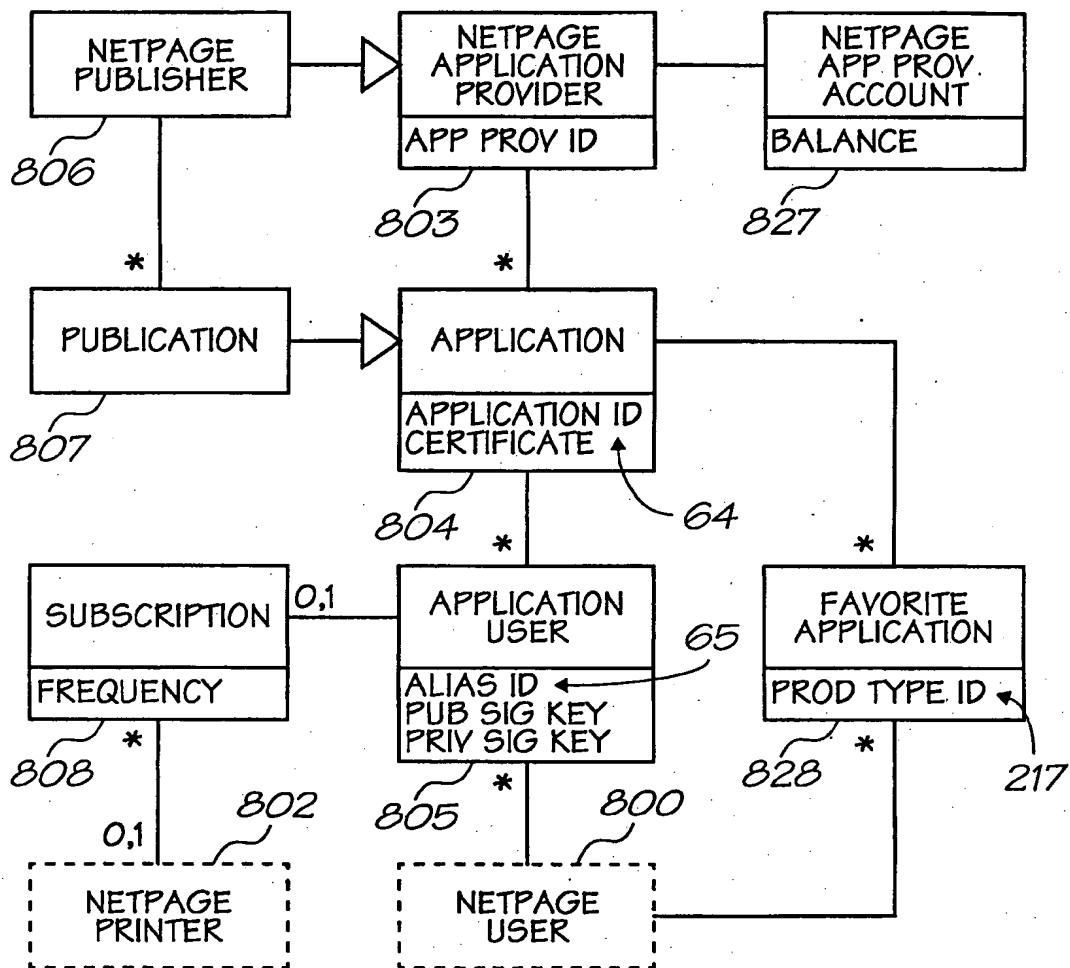 NETPAGE
PUBLISHER
806
NETPAGE
APPLICATION
PROVIDER
APP PROV ID
803
NETPAGE
APP PROV
ACCOUNT
BALANCE
827
*
*
PUBLICATION
807
APPLICATION
APPLICATION ID
CERTIFICATE
804
64
*
*
SUBSCRIPTION
FREQUENCY
808
0,1
APPLICATION
USER
ALIAS ID
PUB SIG KEY
PRIV SIG KEY
805
65
FAVORITE
APPLICATION
PROD TYPE ID
828
217
*
*
*
0,1
802
800
NETPAGE
PRINTER
NETPAGE
USER